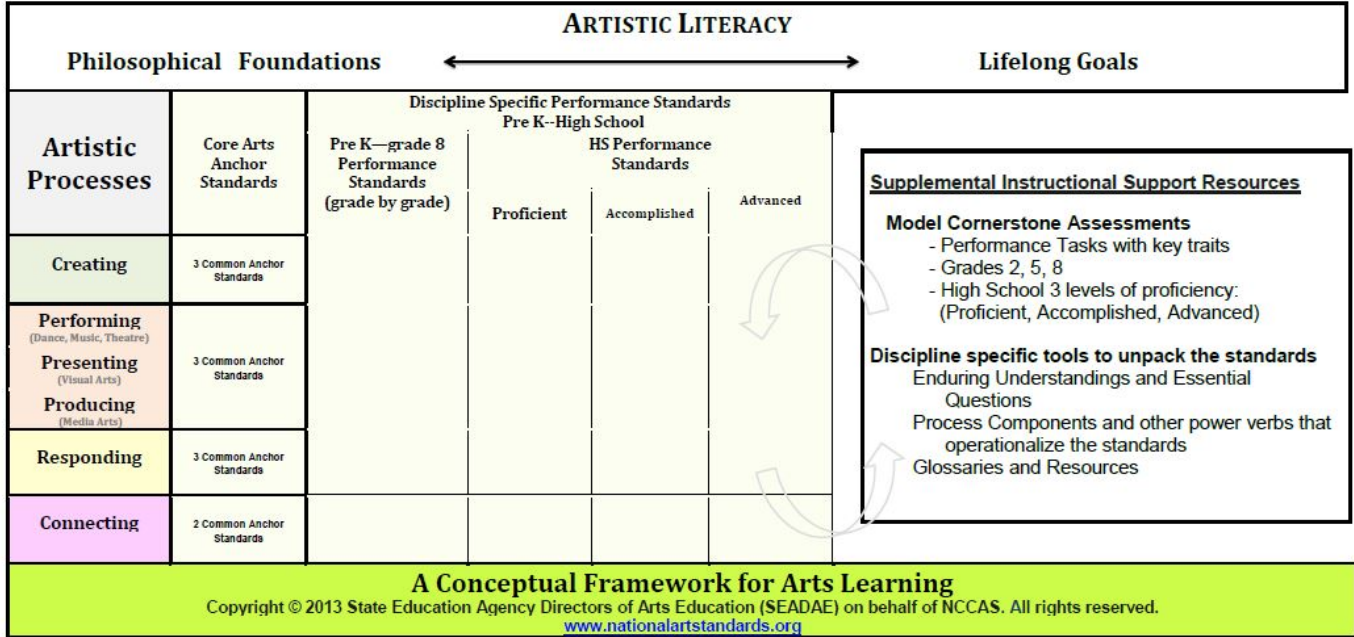 ARTISTIC LITERACY
Philosophical Foundations
Lifelong Goals
Artistic
Processes
Core Arts
Anchor
Standards
Discipline Specific Performance Standards
Pre K--High School
Pre K—grade 8
Performance
Standards
(grade by grade)
HS Performance
Standards
Proficient
Accomplished
Advanced
Creating
3 Common Anchor
Standards
Performing
(Dance, Music, Theatre)
Presenting
(Visual Arts)
Producing
(Media Arts)
3 Common Anchor
Standards
Responding
3 Common Anchor
Standards
Connecting
2 Common Anchor
Standards
Supplemental Instructional Support Resources
Model Cornerstone Assessments
- Performance Tasks with key traits
- Grades 2, 5, 8
- High School 3 levels of proficiency:
(Proficient, Accomplished, Advanced)
Discipline specific tools to unpack the standards
Enduring Understandings and Essential
Questions
Process Components and other power verbs that
operationalize the standards
Glossaries and Resources
A Conceptual Framework for Arts Learning
Copyright © 2013 State Education Agency Directors of Arts Education (SEADAE) on behalf of NCCAS. All rights reserved.
www.nationalartstandards.org